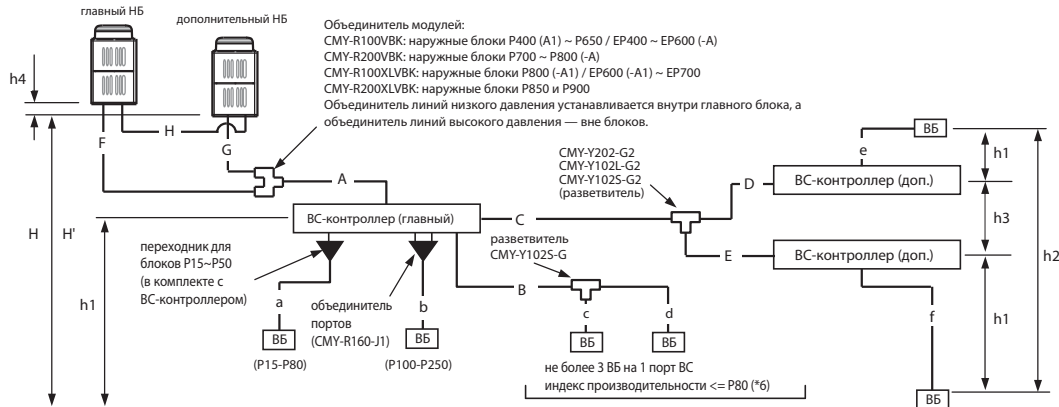 главный НБ
дополнительный НБ
Объединитель модулей:
CMY-R100VBK: наружные блоки P400 (A1) ~ P650 / EP400 ~ EP600 (-A)
CMY-R200VBK: наружные блоки P700 ~ P800 (-A)
CMY-R100XLVBK: наружные блоки P800 (-A1) / EP600 (-A1) ~ EP700
CMY-R200XLVBK: наружные блоки P850 и P900
Объединитель линий низкого давления устанавливается внутри главного блока, а
объединитель линий высокого давления — вне блоков.
h4
H
F
G
A
H
H'
h1
BC-контроллер (главный)
C
CMY-Y202-G2
CMY-Y102L-G2
CMY-Y102S-G2
(разветвитель)
D
E
ВБ
e
h1
BC-контроллер (доп.)
h3
h2
BC-контроллер (доп.)
h1
f
ВБ
переходник для
блоков P15~P50
(в комплекте с
BC-контроллером)
a
ВБ
(P15-P80)
объединитель
портов
(CMY-R160-J1)
b
ВБ
(P100-P250)
разветвитель
CMY-Y102S-G
B
c
d
ВБ
ВБ
не более 3 ВБ на 1 порт BC
индекс производительности <= P80 (*6)